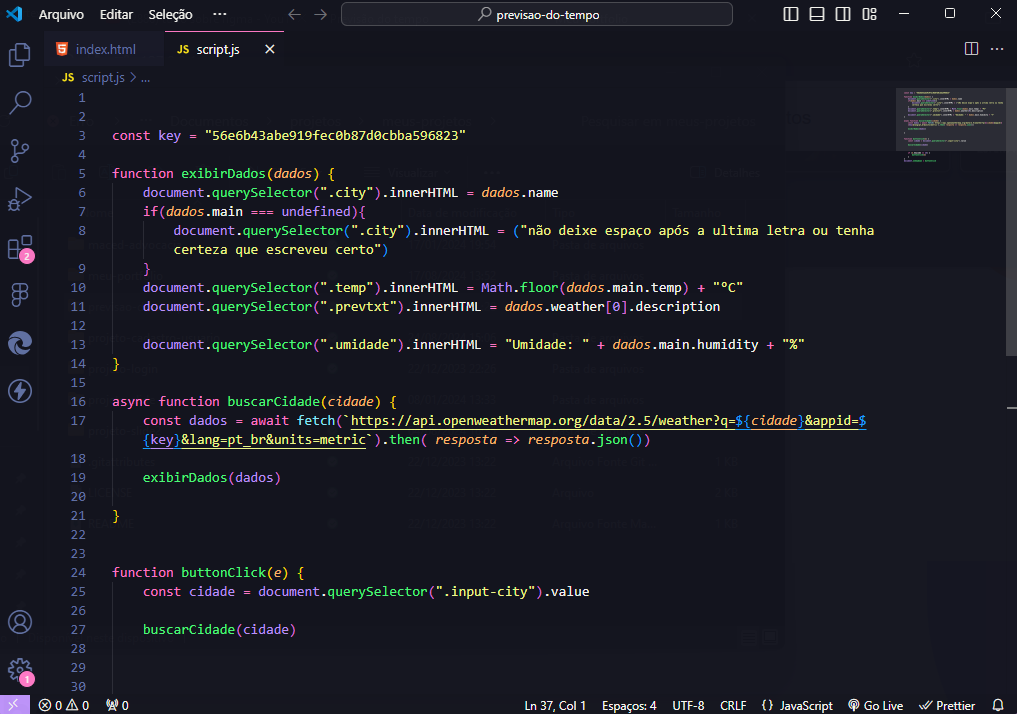 Arquivo Editar Seleção ··· ← → previsao-do-tempo
index.html JS script.js ×
JS script.js > ...
1
2
3 const key = "56e6b43abe919fec0b87d0cbba596823"
4
5 function exibirDados(dados) {
6 document.querySelector(".city").innerHTML = dados.name
7 if(dados.main === undefined){
8 document.querySelector(".city").innerHTML = ("não deixe espaço após a ultima letra ou tenha
certeza que escreveu certo")
9 }
10 document.querySelector(".temp").innerHTML = Math.floor(dados.main.temp) + "ºC"
11 document.querySelector(".prevtxt").innerHTML = dados.weather[0].description
12
13 document.querySelector(".umidade").innerHTML = "Umidade: " + dados.main.humidity + "%"
14 }
15
16 async function buscarCidade(cidade) {
17 const dados = await fetch(`https://api.openweathermap.org/data/2.5/weather?q=${cidade}&appid=$
{key}&lang=pt_br&units=metric`).then( resposta => resposta.json())
18
19 exibirDados(dados)
20
21 }
22
23
24 function buttonClick(e) {
25 const cidade = document.querySelector(".input-city").value
26
27 buscarCidade(cidade)
28
29
30
2
1
0 0 0 Ln 37, Col 1 Espaços: 4 UTF-8 CRLF {} JavaScript Go Live Prettier